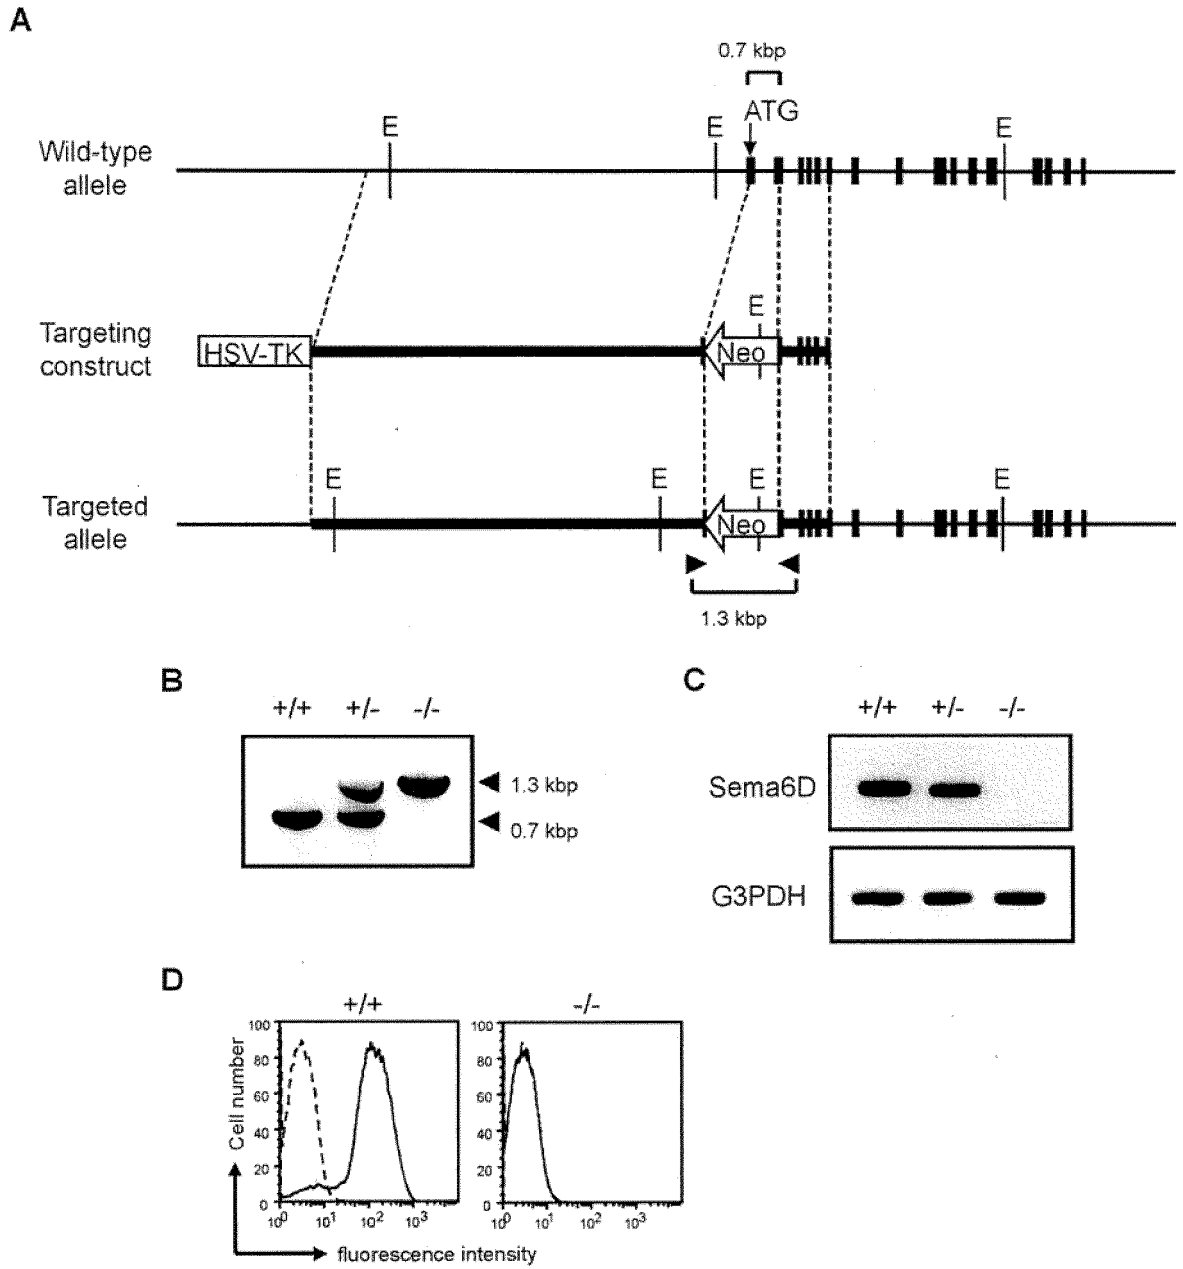 A
0.7 kbp
ATG
E E E
Wild-type
allele
E
Targeting
construct
HSV-TK
Neo
E E E E
Targeted
allele
Neo
1.3 kbp
B
+/+ +/- -/-
1.3 kbp
0.7 kbp
C
+/+ +/- -/-
Sema6D
G3PDH
D
+/+
-/-
Cell number
100
80
60
40
20
0
10⁰ 10¹ 10² 10³
100
80
60
40
20
0
10⁰ 10¹ 10² 10³
fluorescence intensity